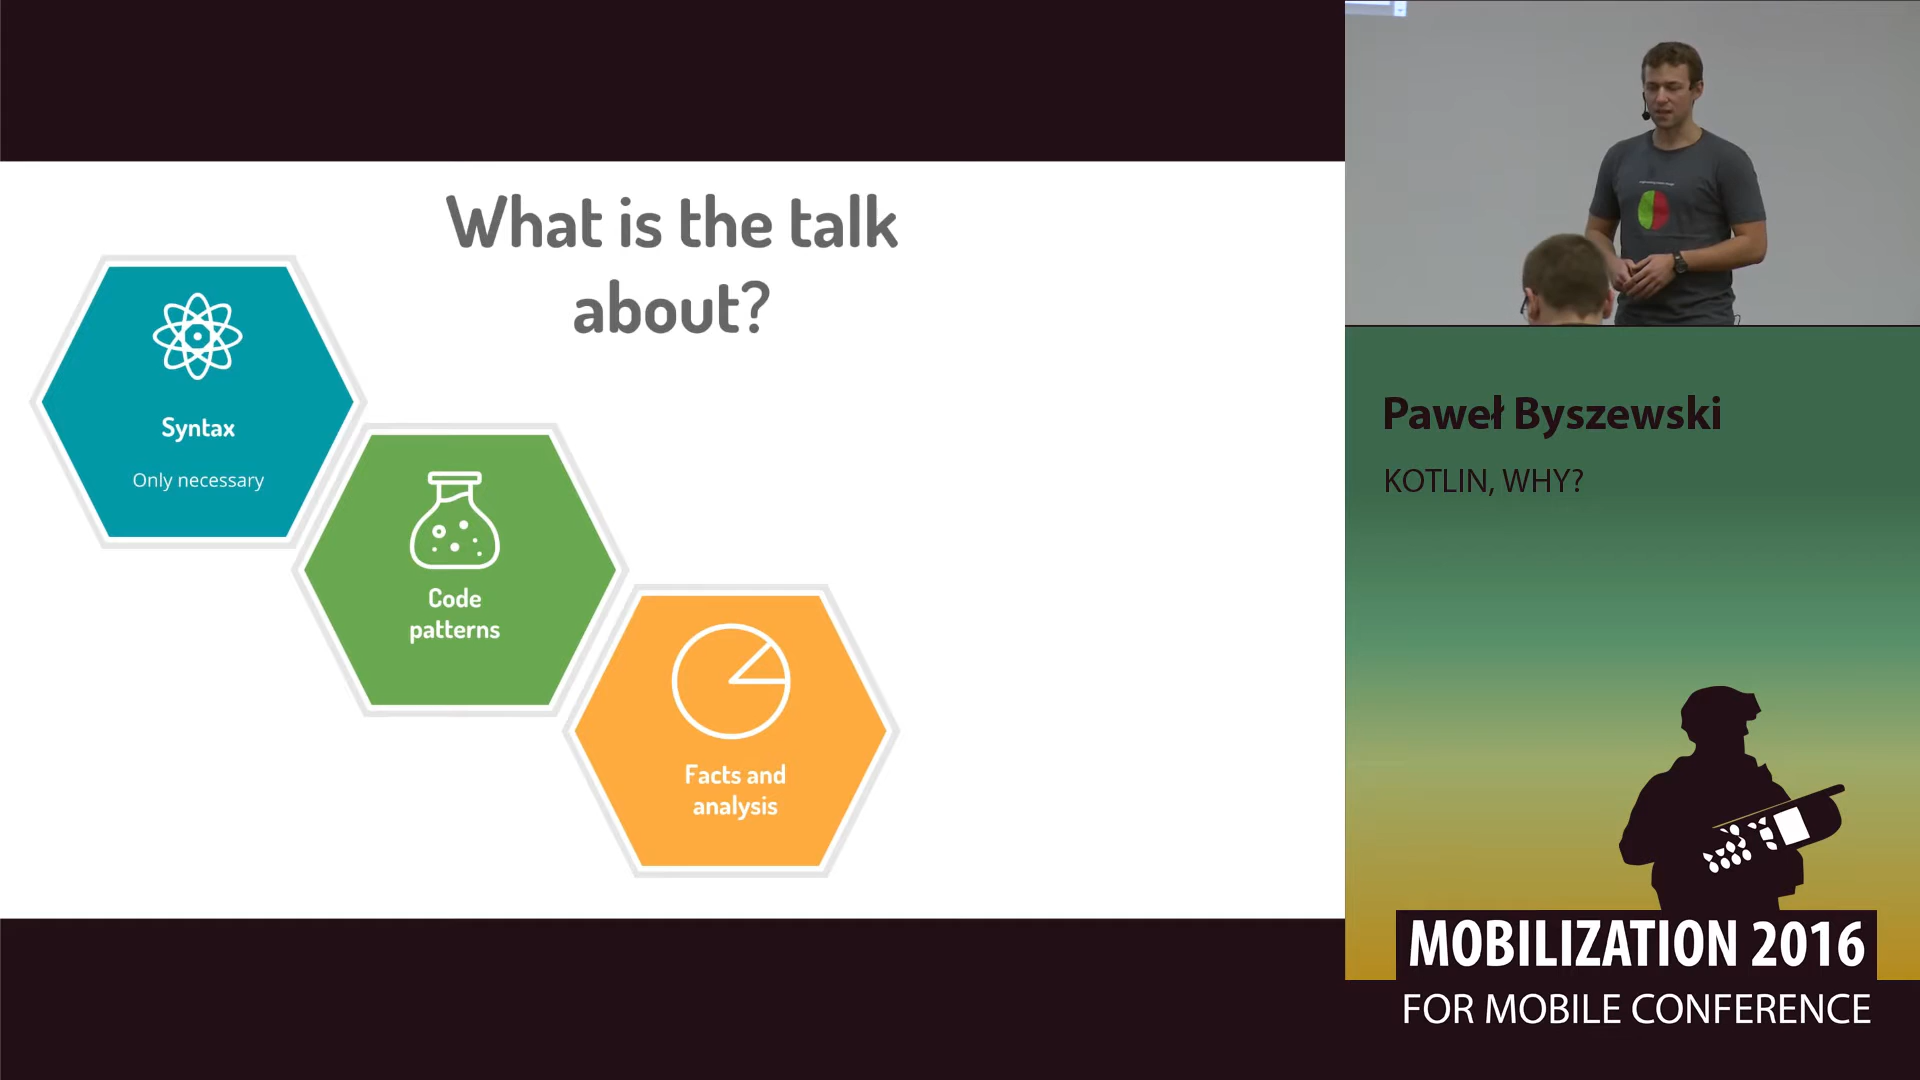 What is the talk
about?
Syntax
Only necessary
Code
patterns
Facts and
analysis
Paweł Byszewski
KOTLIN, WHY?
MOBILIZATION 2016
FOR MOBILE CONFERENCE